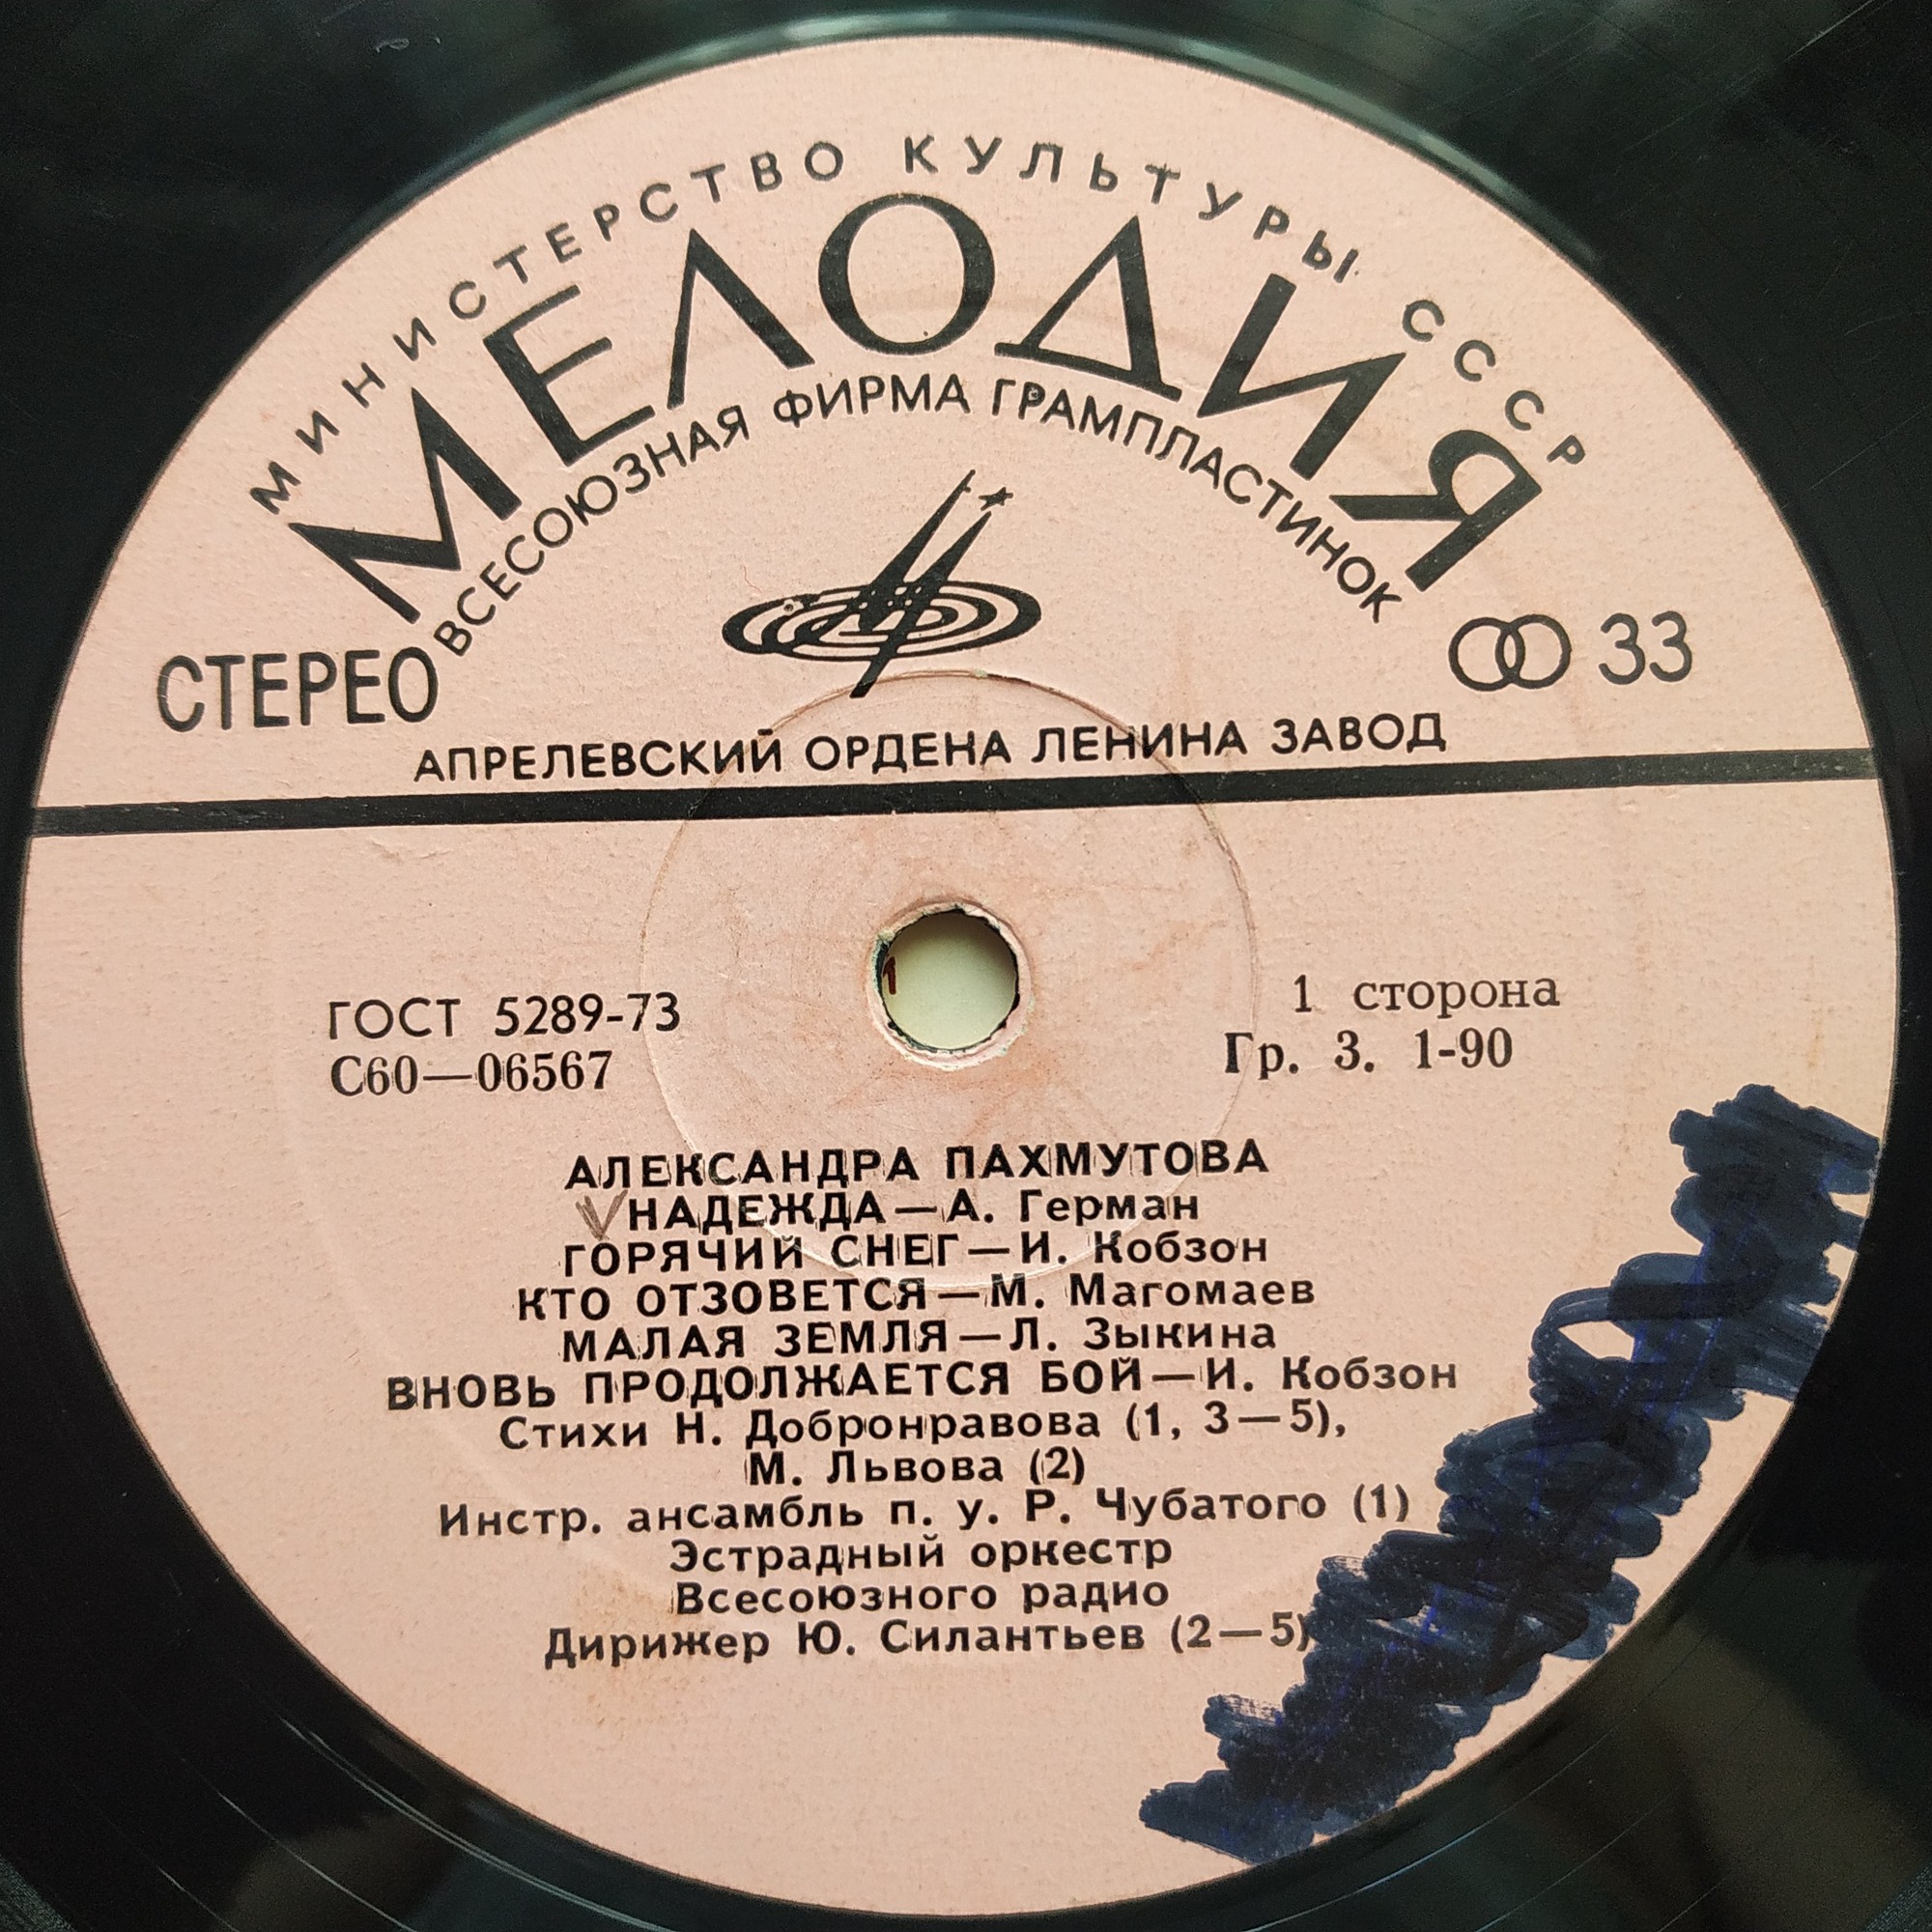 МИНИСТЕРСТВО КУЛЬТУРЫ СССР
МЕЛОДИЯ
ВСЕСОЮЗНАЯ ФИРМА ГРАМПЛАСТИНОК
СТЕРЕО
33
АПРЕЛЕВСКИЙ ОРДЕНА ЛЕНИНА ЗАВОД
ГОСТ 5289-73
С60—06567
1 сторона
Гр. 3. 1-90
АЛЕКСАНДРА ПАХМУТОВА
НАДЕЖДА—А. Герман
ГОРЯЧИЙ СНЕГ—И. Кобзон
КТО ОТЗОВЕТСЯ—М. Магомаев
МАЛАЯ ЗЕМЛЯ—Л. Зыкина
ВНОВЬ ПРОДОЛЖАЕТСЯ БОЙ—И. Кобзон
Стихи Н. Добронравова (1, 3—5),
М. Львова (2)
Инстр. ансамбль п. у. Р. Чубатого (1)
Эстрадный оркестр
Всесоюзного радио
Дирижер Ю. Силантьев (2—5)